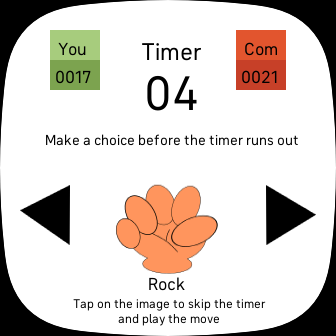 You
Timer
Com
0017
04
0021
Make a choice before the timer runs out
Rock
Tap on the image to skip the timer
and play the move